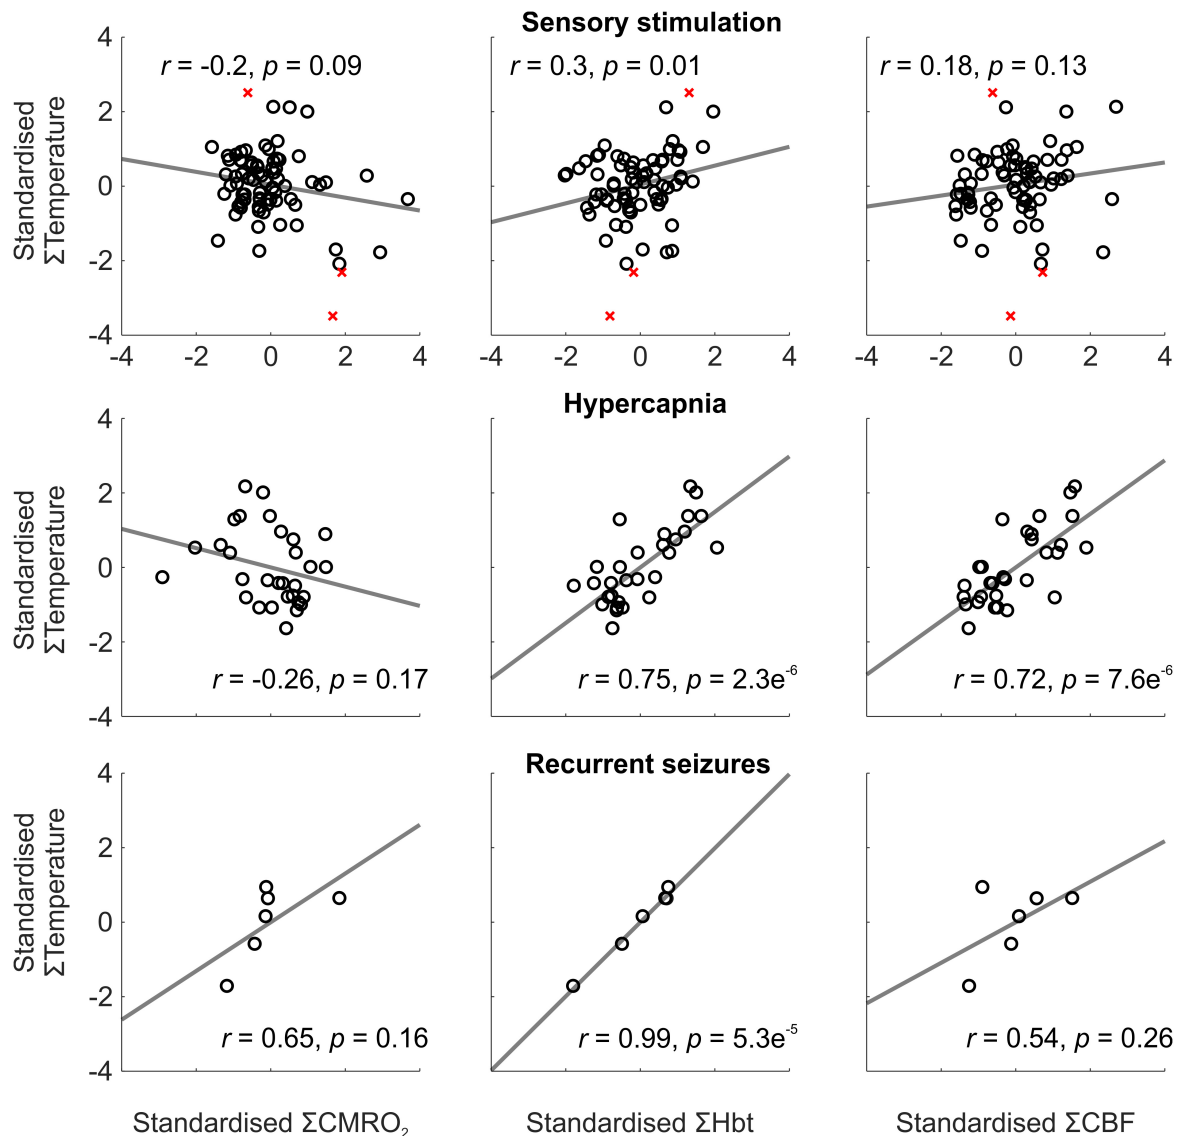 Sensory stimulation
Standardised
ΣTemperature
4
2
0
-2
-4
r = -0.2, p = 0.09
r = 0.3, p = 0.01
r = 0.18, p = 0.13
-4 -2 0 2 4
-4 -2 0 2 4
-4 -2 0 2 4
Hypercapnia
Standardised
ΣTemperature
4
2
0
-2
-4
r = -0.26, p = 0.17
r = 0.75, p = 2.3e-6
r = 0.72, p = 7.6e-6
Recurrent seizures
Standardised
ΣTemperature
4
2
0
-2
-4
r = 0.65, p = 0.16
r = 0.99, p = 5.3e-5
r = 0.54, p = 0.26
Standardised ΣCMRO₂
Standardised ΣHbt
Standardised ΣCBF